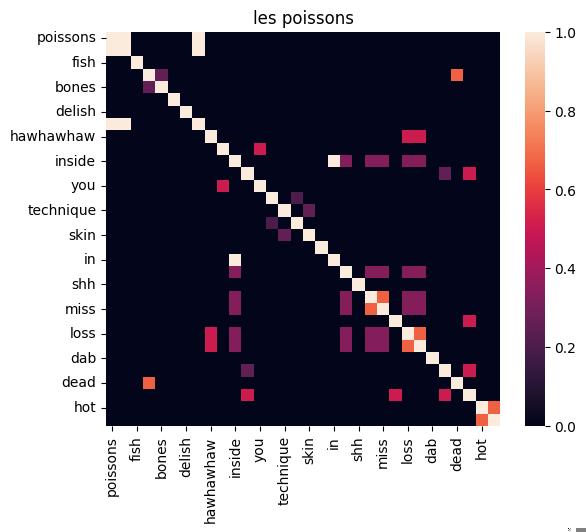 les poissons
poissons
fish
bones
delish
hawhawhaw
inside
you
technique
skin
in
shh
miss
loss
dab
dead
hot
poissons
fish
bones
delish
hawhawhaw
inside
you
technique
skin
in
shh
miss
loss
dab
dead
hot
1.0
0.8
0.6
0.4
0.2
0.0